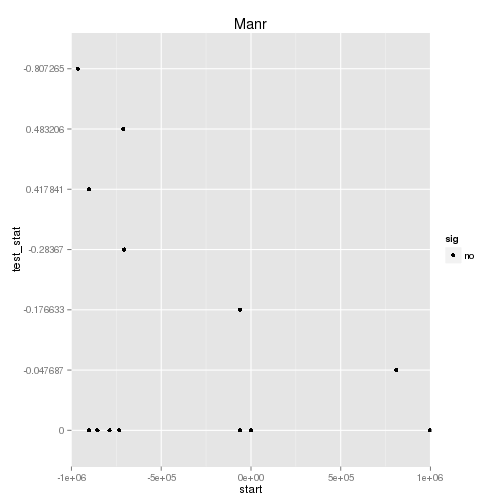 Manr
-0.807265
0.483206
0.417841
-0.28367
-0.176633
-0.047687
0
test_stat
-1e+06
-5e+05
0e+00
5e+05
1e+06
start
sig
no